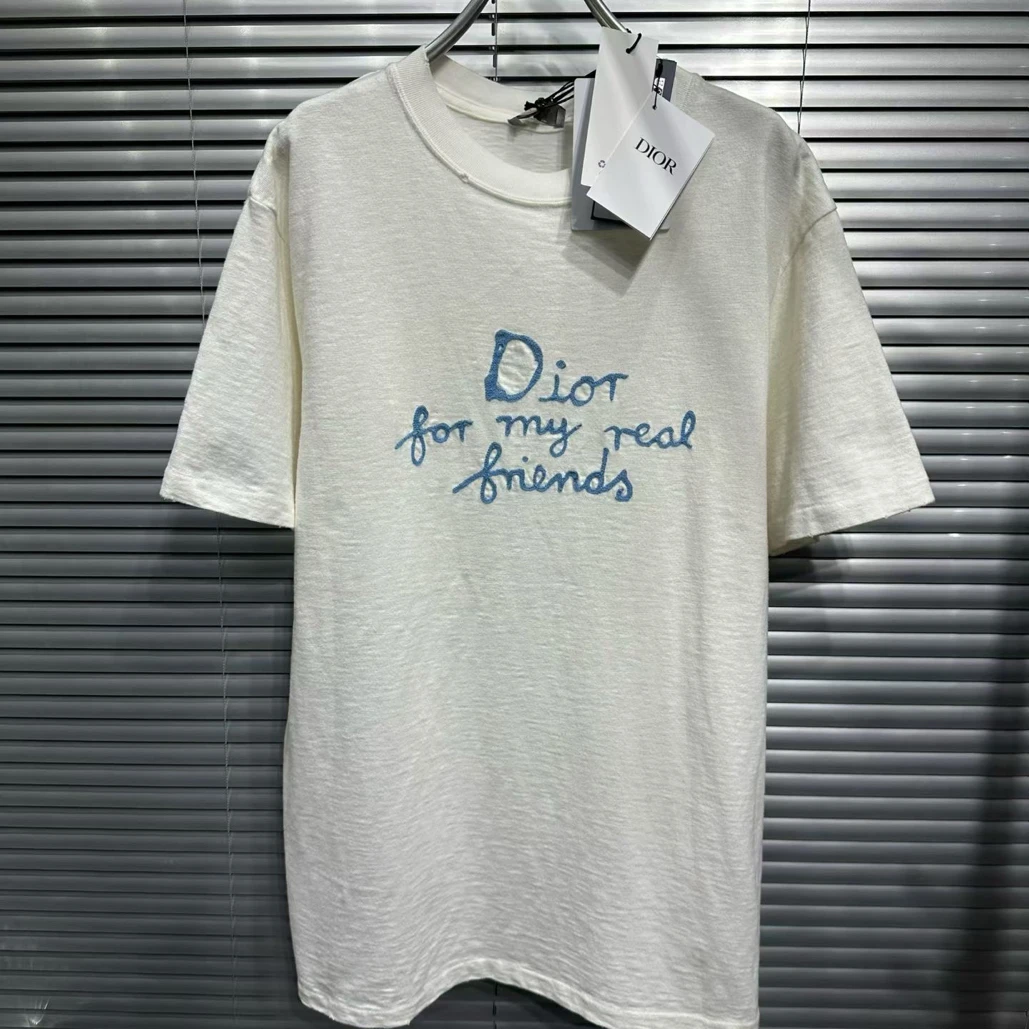 DIOR
Dior
for my real
friends